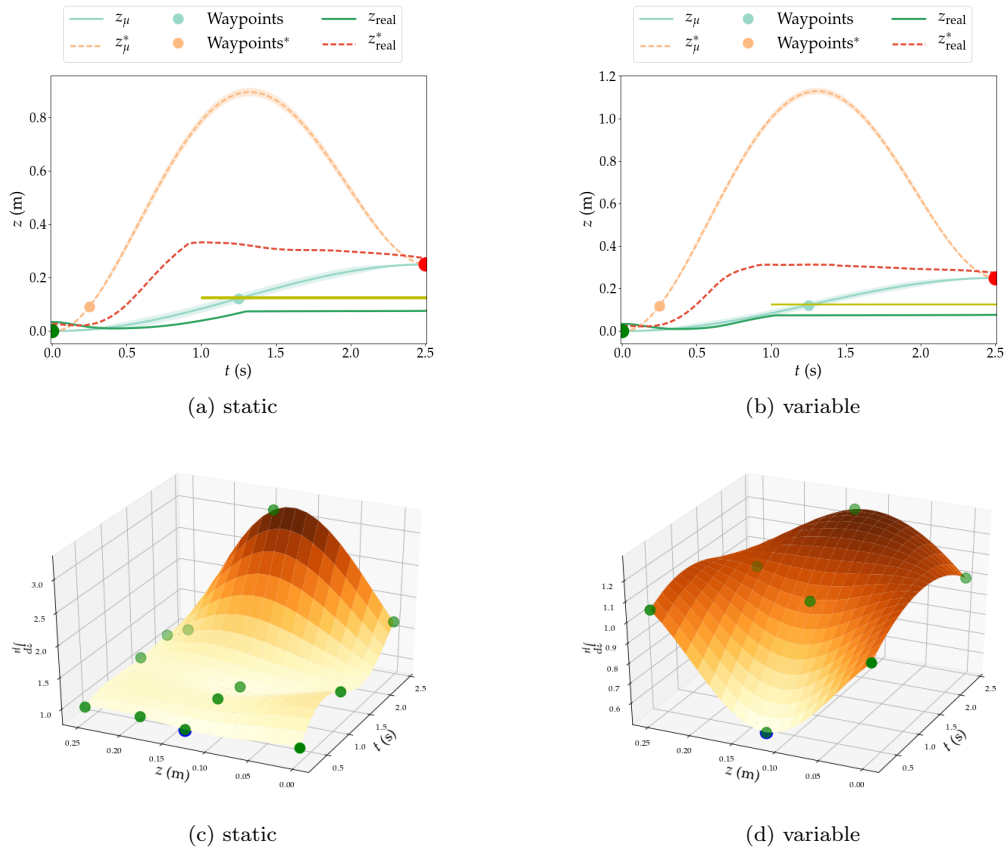 z_μ Waypoints z_real
z*_μ Waypoints* z*_real
z (m)
0.8
0.6
0.4
0.2
0.0
0.0 0.5 1.0 1.5 2.0 2.5
t (s)
(a) static
z_μ Waypoints z_real
z*_μ Waypoints* z*_real
z (m)
1.2
1.0
0.8
0.6
0.4
0.2
0.0
0.0 0.5 1.0 1.5 2.0 2.5
t (s)
(b) variable
3.0
2.5
2.0
1.5
1.0
0.25 0.20 0.15 0.10 0.05 0.00
z (m)
0.5 1.0 1.5 2.0 2.5
t (s)
(c) static
1.2
1.1
1.0
0.9
0.8
0.7
0.6
0.25 0.20 0.15 0.10 0.05 0.00
z (m)
0.5 1.0 1.5 2.0 2.5
t (s)
(d) variable